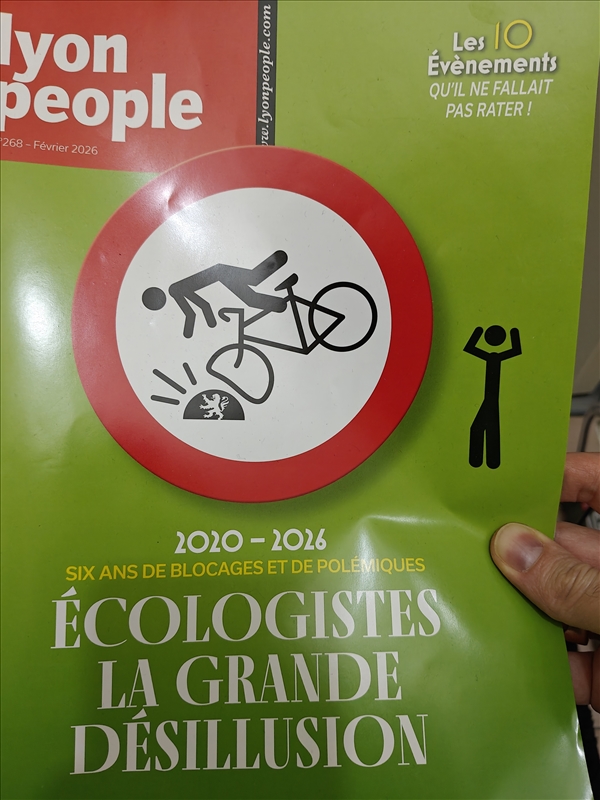 lyon
people
°268 – Février 2026
w.lyonpeople.com
Les 10
Évènements
QU'IL NE FALLAIT
PAS RATER !
2020 – 2026
SIX ANS DE BLOCAGES ET DE POLÉMIQUES
ÉCOLOGISTES
LA GRANDE
DÉSILLUSION